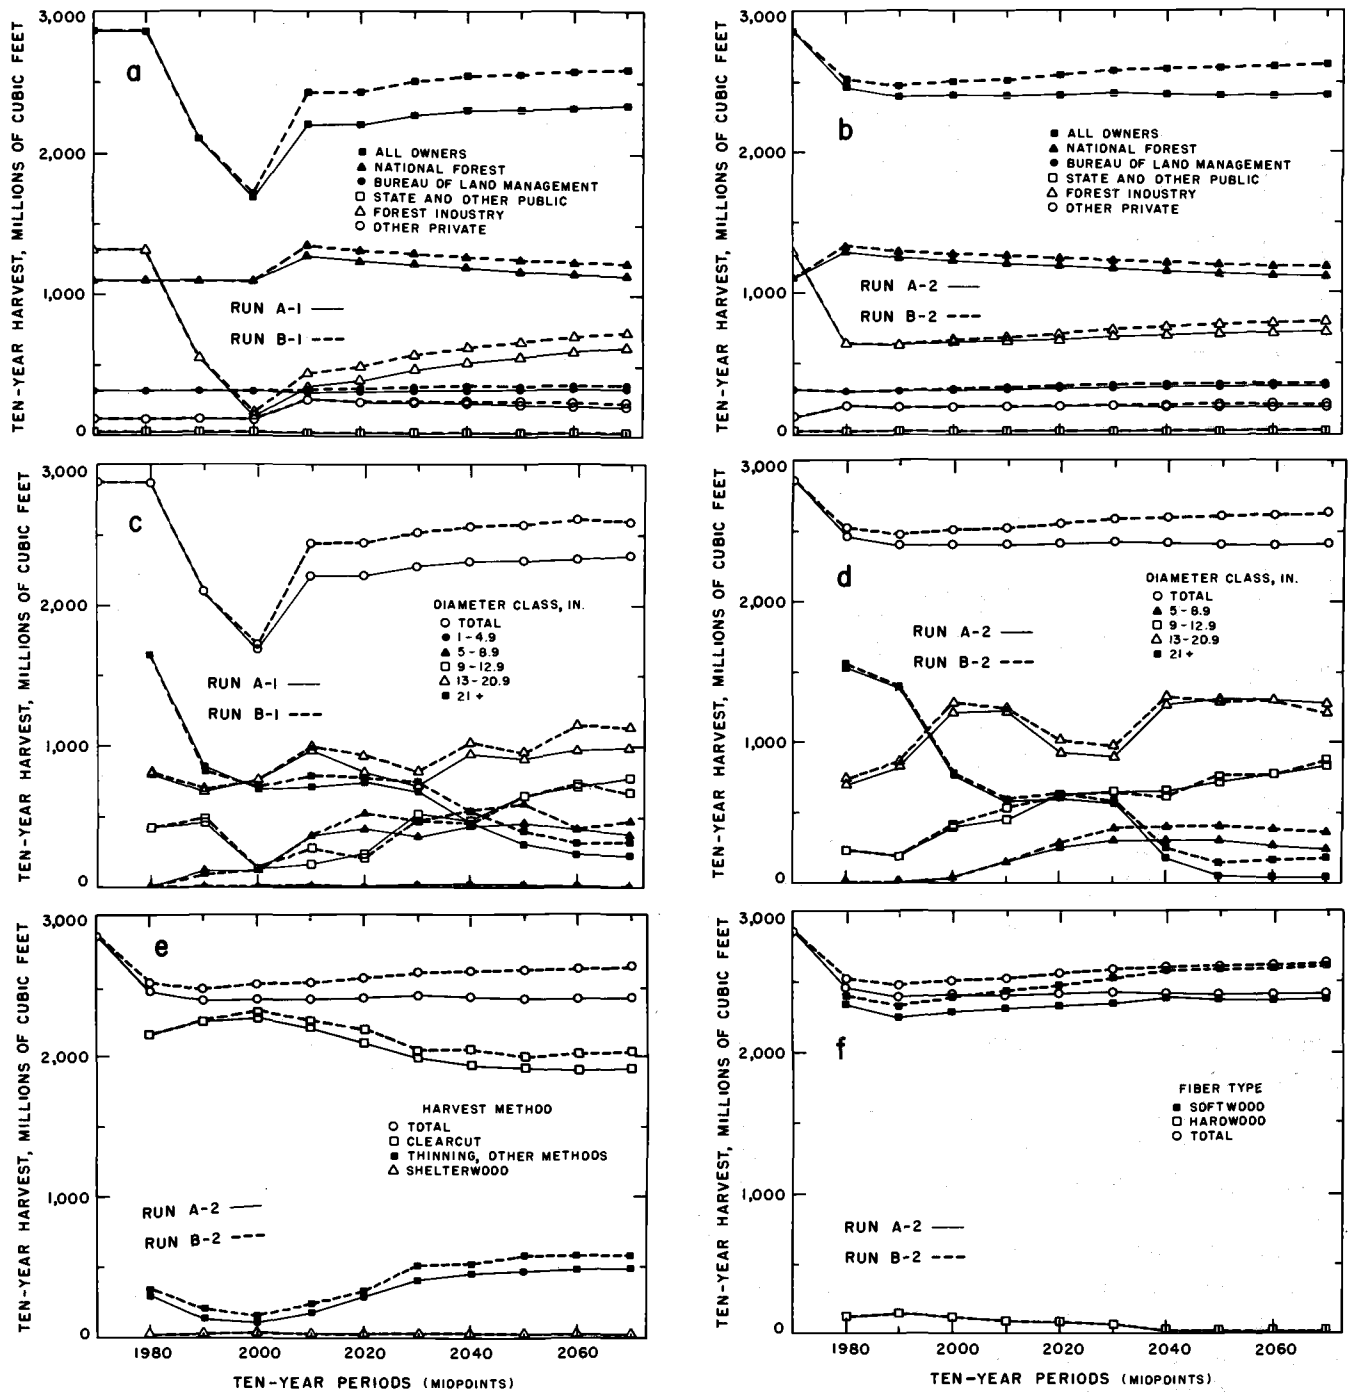 TEN-YEAR HARVEST, MILLIONS OF CUBIC FEET
3,000
2,000
1,000
0
a
ALL OWNERS
NATIONAL FOREST
BUREAU OF LAND MANAGEMENT
STATE AND OTHER PUBLIC
FOREST INDUSTRY
OTHER PRIVATE
RUN A-1
RUN B-1
TEN-YEAR HARVEST, MILLIONS OF CUBIC FEET
3,000
2,000
1,000
0
b
ALL OWNERS
NATIONAL FOREST
BUREAU OF LAND MANAGEMENT
STATE AND OTHER PUBLIC
FOREST INDUSTRY
OTHER PRIVATE
RUN A-2
RUN B-2
TEN-YEAR HARVEST, MILLIONS OF CUBIC FEET
3,000
2,000
1,000
0
c
DIAMETER CLASS, IN.
TOTAL
1-4.9
5-8.9
9-12.9
13-20.9
21+
RUN A-1
RUN B-1
TEN-YEAR HARVEST, MILLIONS OF CUBIC FEET
3,000
2,000
1,000
0
d
DIAMETER CLASS, IN.
TOTAL
5-8.9
9-12.9
13-20.9
21+
RUN A-2
RUN B-2
TEN-YEAR HARVEST, MILLIONS OF CUBIC FEET
3,000
2,000
1,000
0
e
HARVEST METHOD
TOTAL
CLEARCUT
THINNING, OTHER METHODS
SHELTERWOOD
RUN A-2
RUN B-2
1980 2000 2020 2040 2060
TEN-YEAR PERIODS (MIDPOINTS)
TEN-YEAR HARVEST, MILLIONS OF CUBIC FEET
3,000
2,000
1,000
0
f
FIBER TYPE
SOFTWOOD
HARDWOOD
TOTAL
RUN A-2
RUN B-2
1980 2000 2020 2040 2060
TEN-YEAR PERIODS (MIDPOINTS)